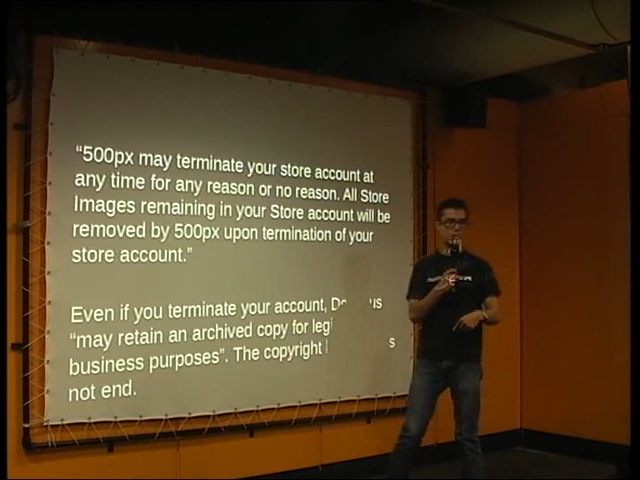 “500px may terminate your store account at
any time for any reason or no reason. All Store
Images remaining in your Store account will be
removed by 500px upon termination of your
store account.”
Even if you terminate your account,
“may retain an archived copy for
business purposes”. The copyright
not end.